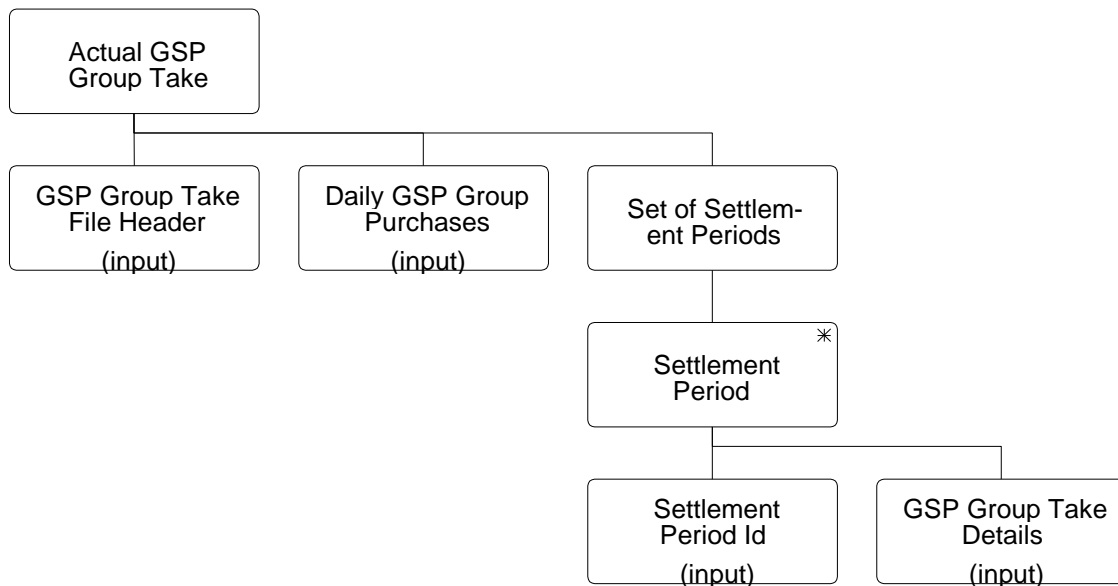 Actual GSP
Group Take
GSP Group Take
File Header
(input)
Daily GSP Group
Purchases
(input)
Set of Settlem-
ent Periods
Settlement
Period
Settlement
Period Id
(input)
GSP Group Take
Details
(input)